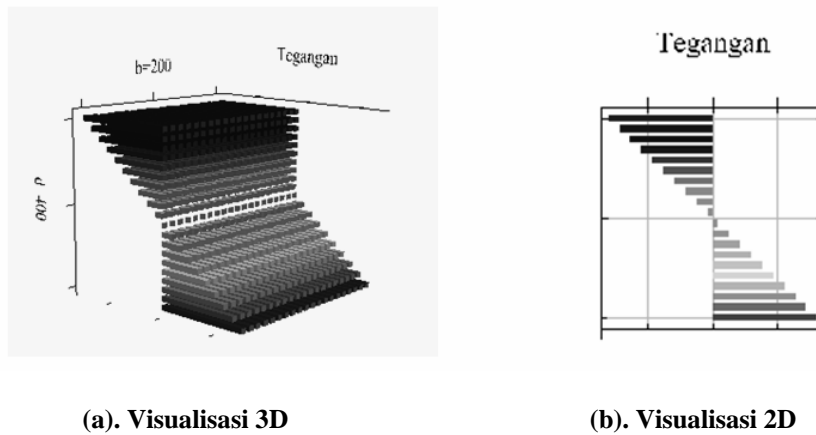 Tegangan
b=200
Tegangan
400
(a). Visualisasi 3D
(b). Visualisasi 2D